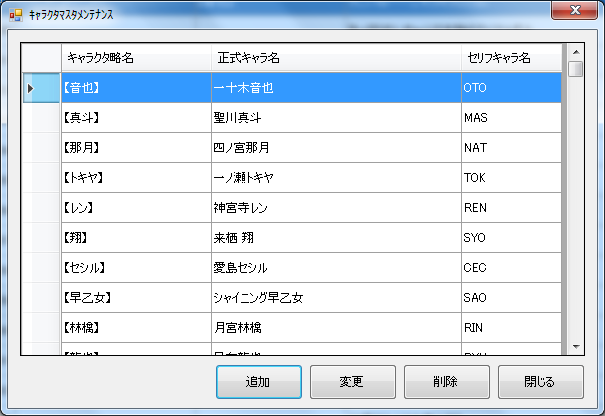 キャラクタマスタメンテナンス
キャラクタ略名 正式キャラ名 セリフキャラ名
【音也】 一十木音也 OTO
【真斗】 聖川真斗 MAS
【那月】 四ノ宮那月 NAT
【トキヤ】 一ノ瀬トキヤ TOK
【レン】 神宮寺レン REN
【翔】 来栖 翔 SYO
【セシル】 愛島セシル CEC
【早乙女】 シャイニング早乙女 SAO
【林檎】 月宮林檎 RIN
追加 変更 削除 閉じる